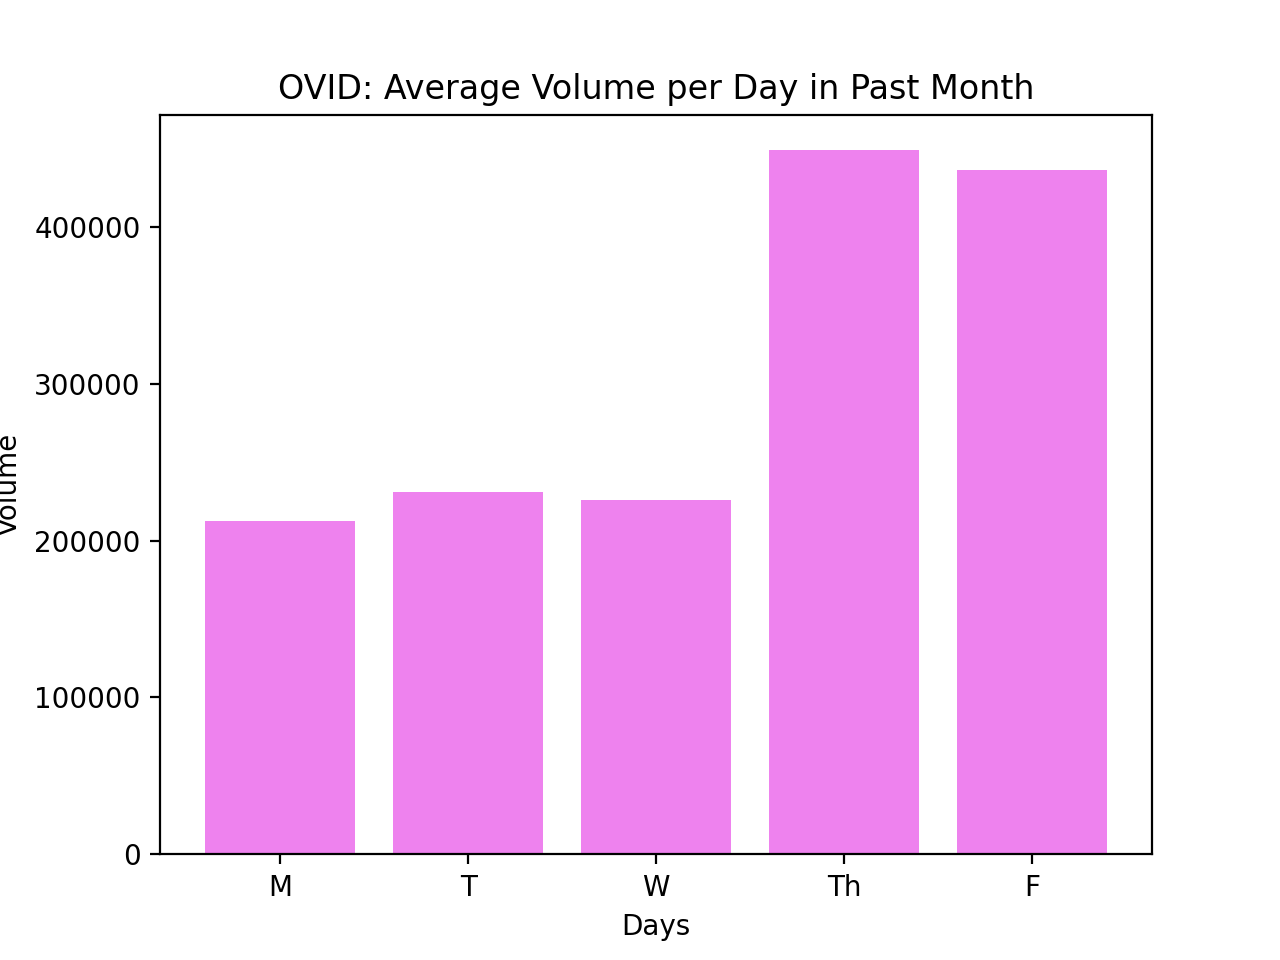 OVID: Average Volume per Day in Past Month
400000
300000
200000
100000
0
Volume
M T W Th F
Days